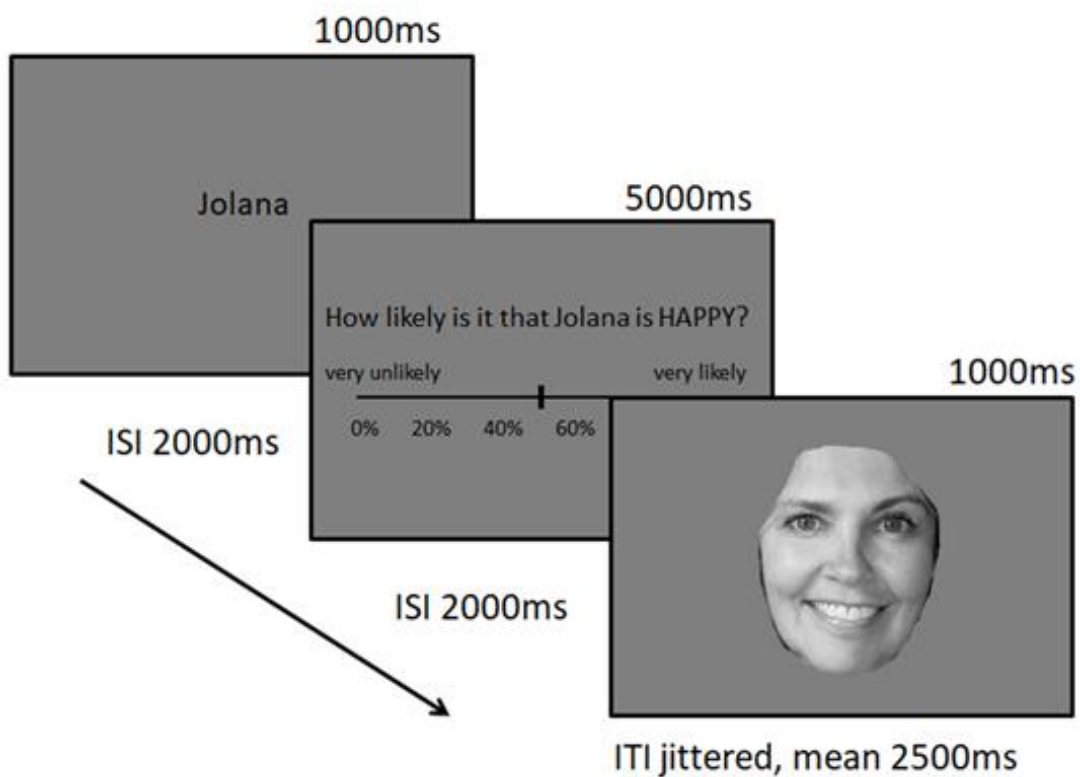 1000ms
Jolana
5000ms
How likely is it that Jolana is HAPPY?
very unlikely very likely
0% 20% 40% 60%
1000ms
ISI 2000ms
ISI 2000ms
ITI jittered, mean 2500ms